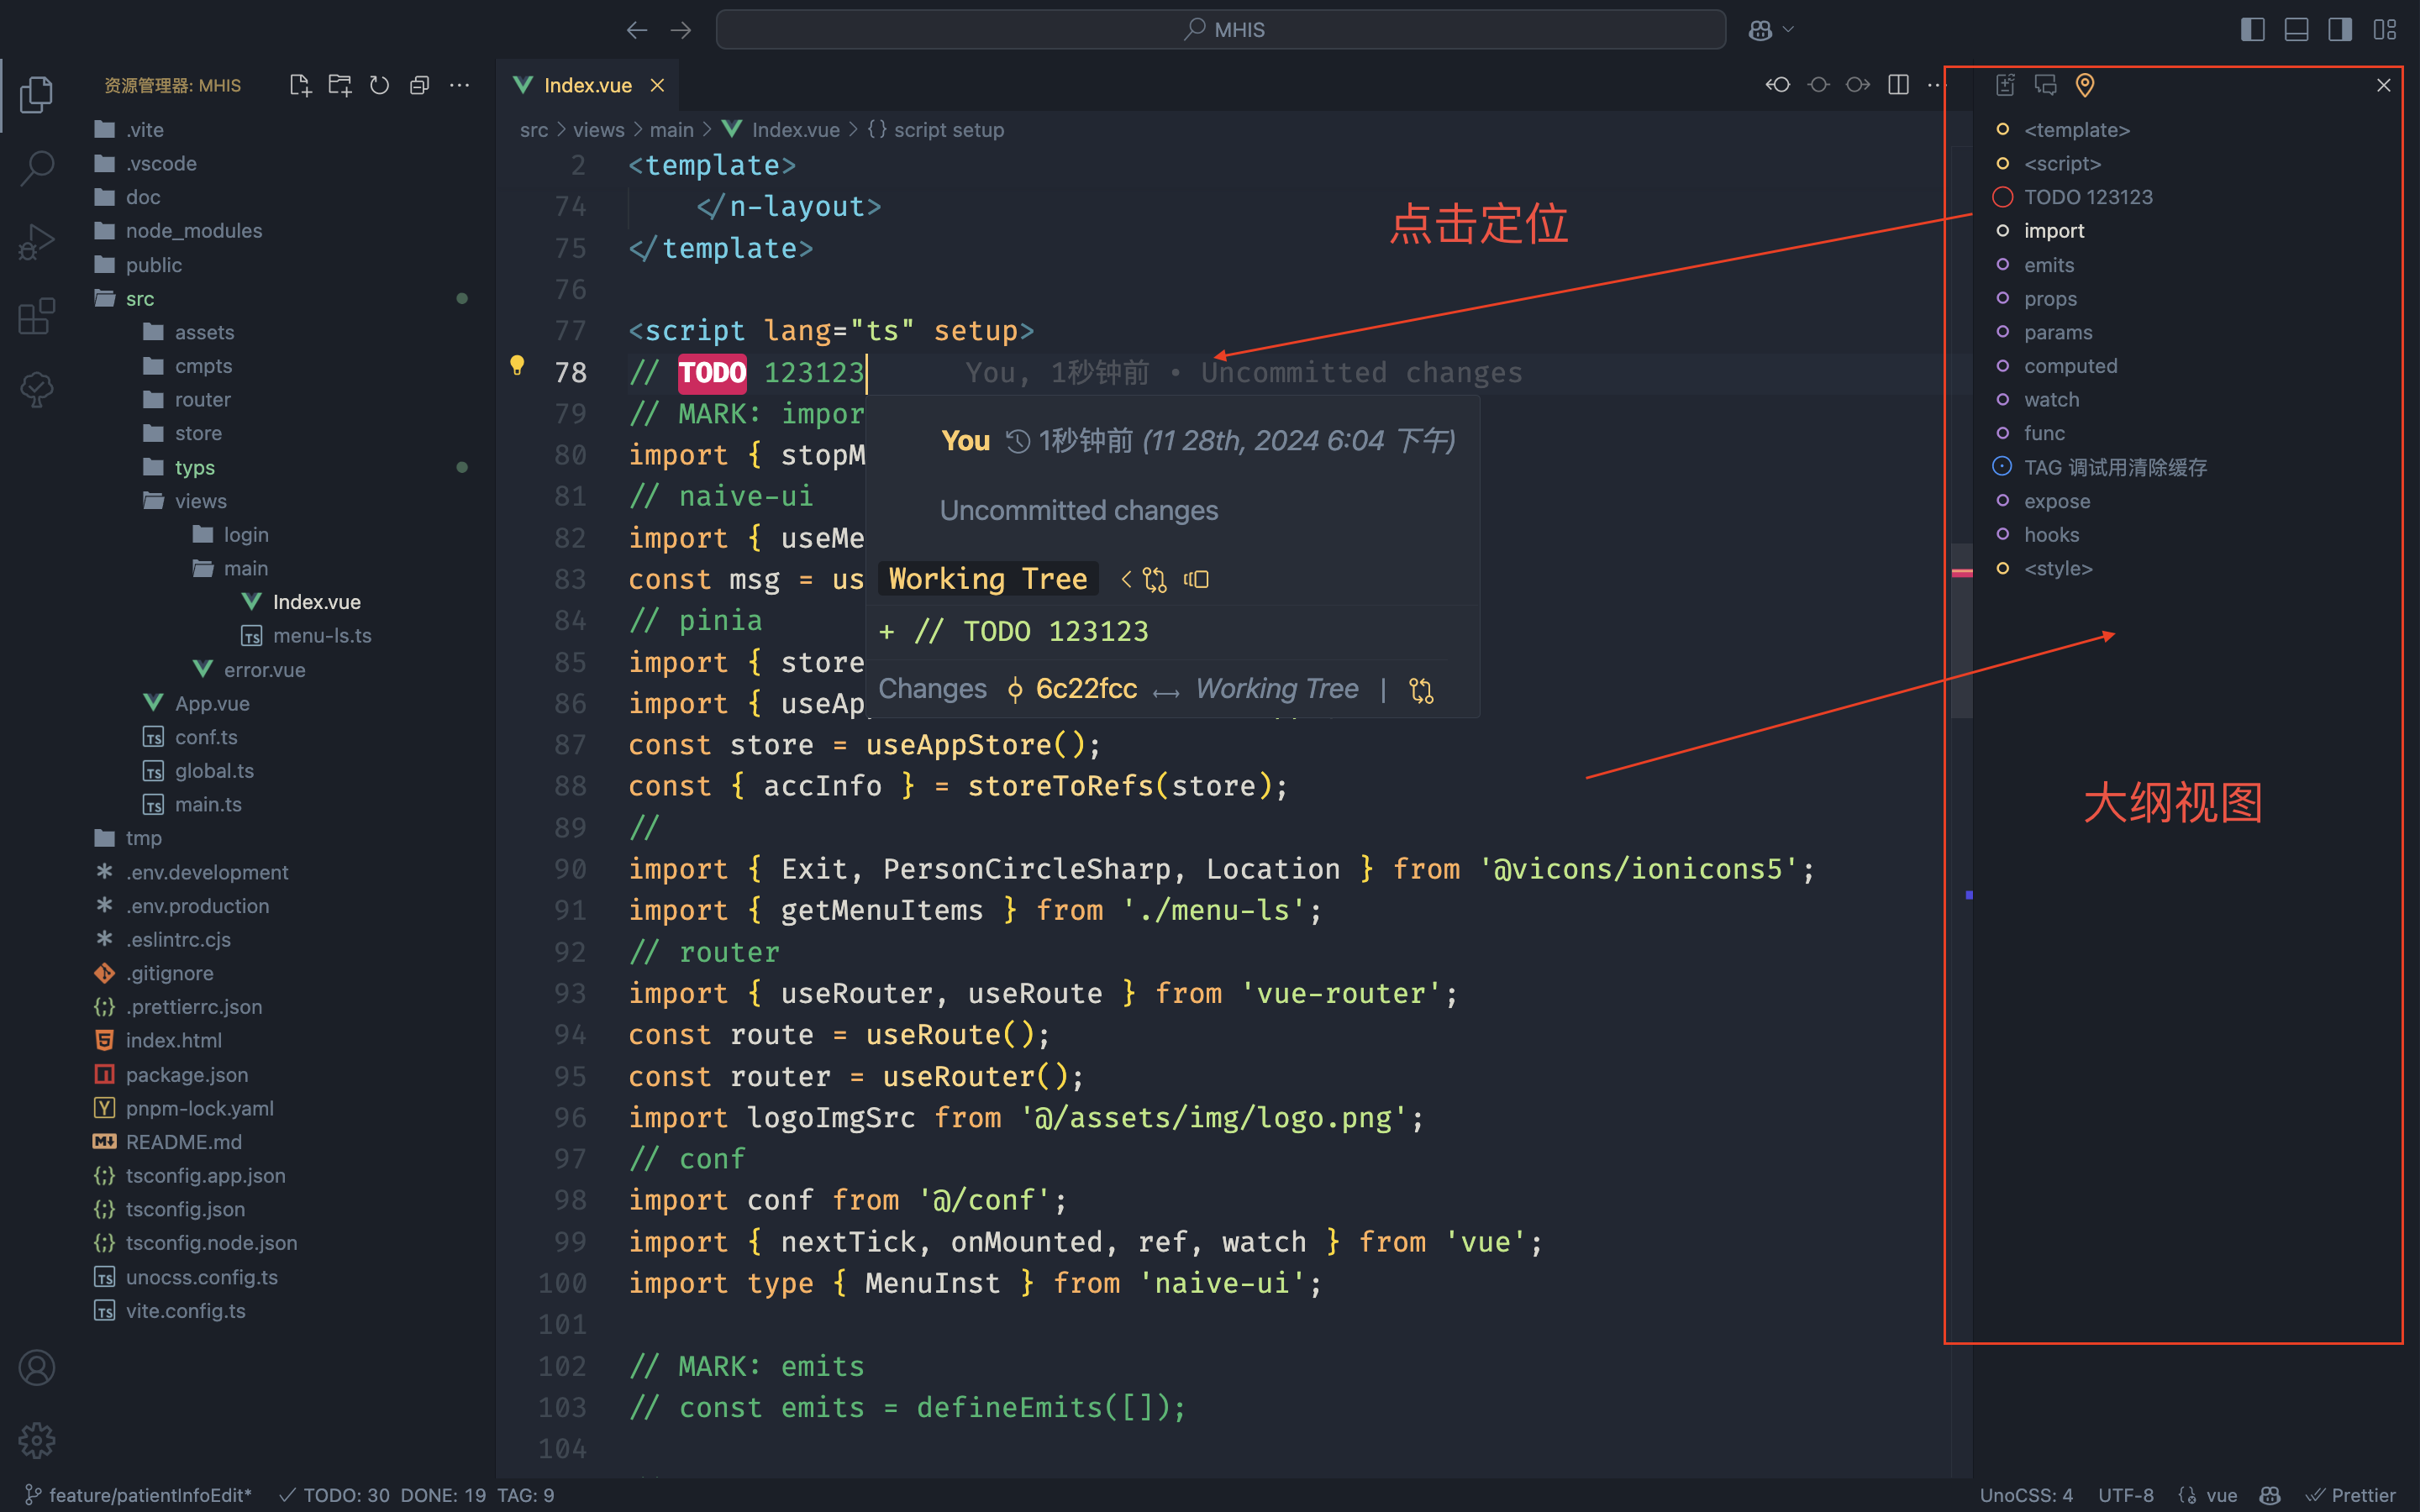 MHIS
资源管理器: MHIS
.vite
.vscode
doc
node_modules
public
src
assets
cmpts
router
store
typs
views
login
main
Index.vue
menu-ls.ts
error.vue
App.vue
conf.ts
global.ts
main.ts
tmp
.env.development
.env.production
.eslintrc.cjs
.gitignore
.prettierrc.json
index.html
package.json
pnpm-lock.yaml
README.md
tsconfig.app.json
tsconfig.json
tsconfig.node.json
unocss.config.ts
vite.config.ts
Index.vue
src > views > main > Index.vue > {} script setup
2 <template>
74 </n-layout>
75 </template>
76
77 <script lang="ts" setup>
78 // TODO 123123 You, 1秒钟前 • Uncommitted changes
79 // MARK: impor
80 import { stopM
81 // naive-ui
82 import { useMe
83 const msg = us
84 // pinia
85 import { store
86 import { useAp
87 const store = useAppStore();
88 const { accInfo } = storeToRefs(store);
89 //
90 import { Exit, PersonCircleSharp, Location } from '@vicons/ionicons5';
91 import { getMenuItems } from './menu-ls';
92 // router
93 import { useRouter, useRoute } from 'vue-router';
94 const route = useRoute();
95 const router = useRouter();
96 import logoImgSrc from '@/assets/img/logo.png';
97 // conf
98 import conf from '@/conf';
99 import { nextTick, onMounted, ref, watch } from 'vue';
100 import type { MenuInst } from 'naive-ui';
101
102 // MARK: emits
103 // const emits = defineEmits([]);
104
You 1秒钟前 (11 28th, 2024 6:04 下午)
Uncommitted changes
Working Tree
+ // TODO 123123
Changes 6c22fcc Working Tree |
点击定位
<template>
<script>
TODO 123123
import
emits
props
params
computed
watch
func
TAG 调试用清除缓存
expose
hooks
<style>
大纲视图
feature/patientInfoEdit* TODO: 30 DONE: 19 TAG: 9
UnoCSS: 4 UTF-8 vue Prettier